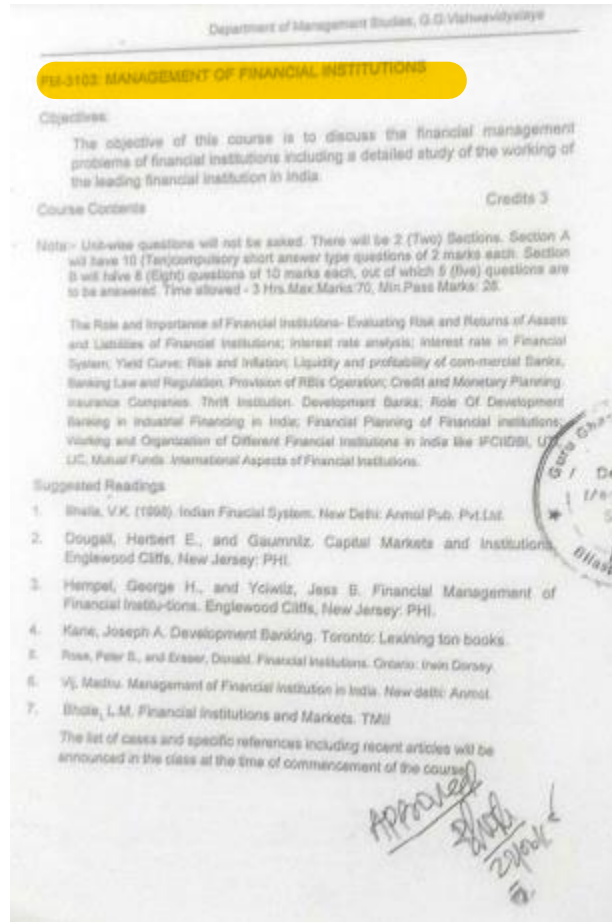 Department of Management Studies, G.G.Vishwavidyalaya
FM-3103: MANAGEMENT OF FINANCIAL INSTITUTIONS
Objectives:
The objective of this course is to discuss the financial management
problems of financial institutions including a detailed study of the working of
the leading financial institution in India.
Course Contents
Credits 3
Note:- Unit-wise questions will not be asked. There will be 2 (Two) Sections. Section A
will have 10 (Ten)compulsory short answer type questions of 2 marks each. Section
B will have 8 (Eight) questions of 10 marks each, out of which 5 (five) questions are
to be answered. Time allowed - 3 Hrs.Max.Marks:70, Min.Pass Marks: 28.
The Role and Importance of Financial Institutions- Evaluating Risk and Returns of Assets
and Liabilities of Financial Institutions; Interest rate analysis; Interest rate in Financial
System; Yield Curve; Risk and Inflation; Liquidity and profitability of com-mercial Banks;
Banking Law and Regulation. Provision of RBIs Operation; Credit and Monetary Planning.
Insurance Companies. Thrift Institution. Development Banks; Role Of Development
Banking in Industrial Financing in India; Financial Planning of Financial institutions;
Working and Organization of Different Financial Institutions in India like IFCIIDBI, UTI
LIC, Mutual Funds. International Aspects of Financial Institutions.
Suggested Readings
1. Bhalla, V.K. (1998). Indian Finacial System. New Delhi: Anmol Pub. Pvt.Ltd.
2. Dougall, Herbert E., and Gaumnilz. Capital Markets and Institutions
Englewood Cliffs, New Jersey: PHI.
3. Hempel, George H., and Yciwilz, Jess B. Financial Management of
Financial Institu-tions. Englewood Cliffs, New Jersey: PHI.
4. Kane, Joseph A. Development Banking. Toronto: Lexining ton books.
5. Rose, Peter S., and Eraser, Donald. Financial Institutions. Ontario: Irwin Dorsey.
6. Vij, Madhu. Management of Financial Institution in India. New delhi: Anmol.
7. Bhole, L.M. Financial Institutions and Markets. TMII
The list of cases and specific references including recent articles will be
announced in the class at the time of commencement of the course.
Guru Gha
De
Bilas
Approved